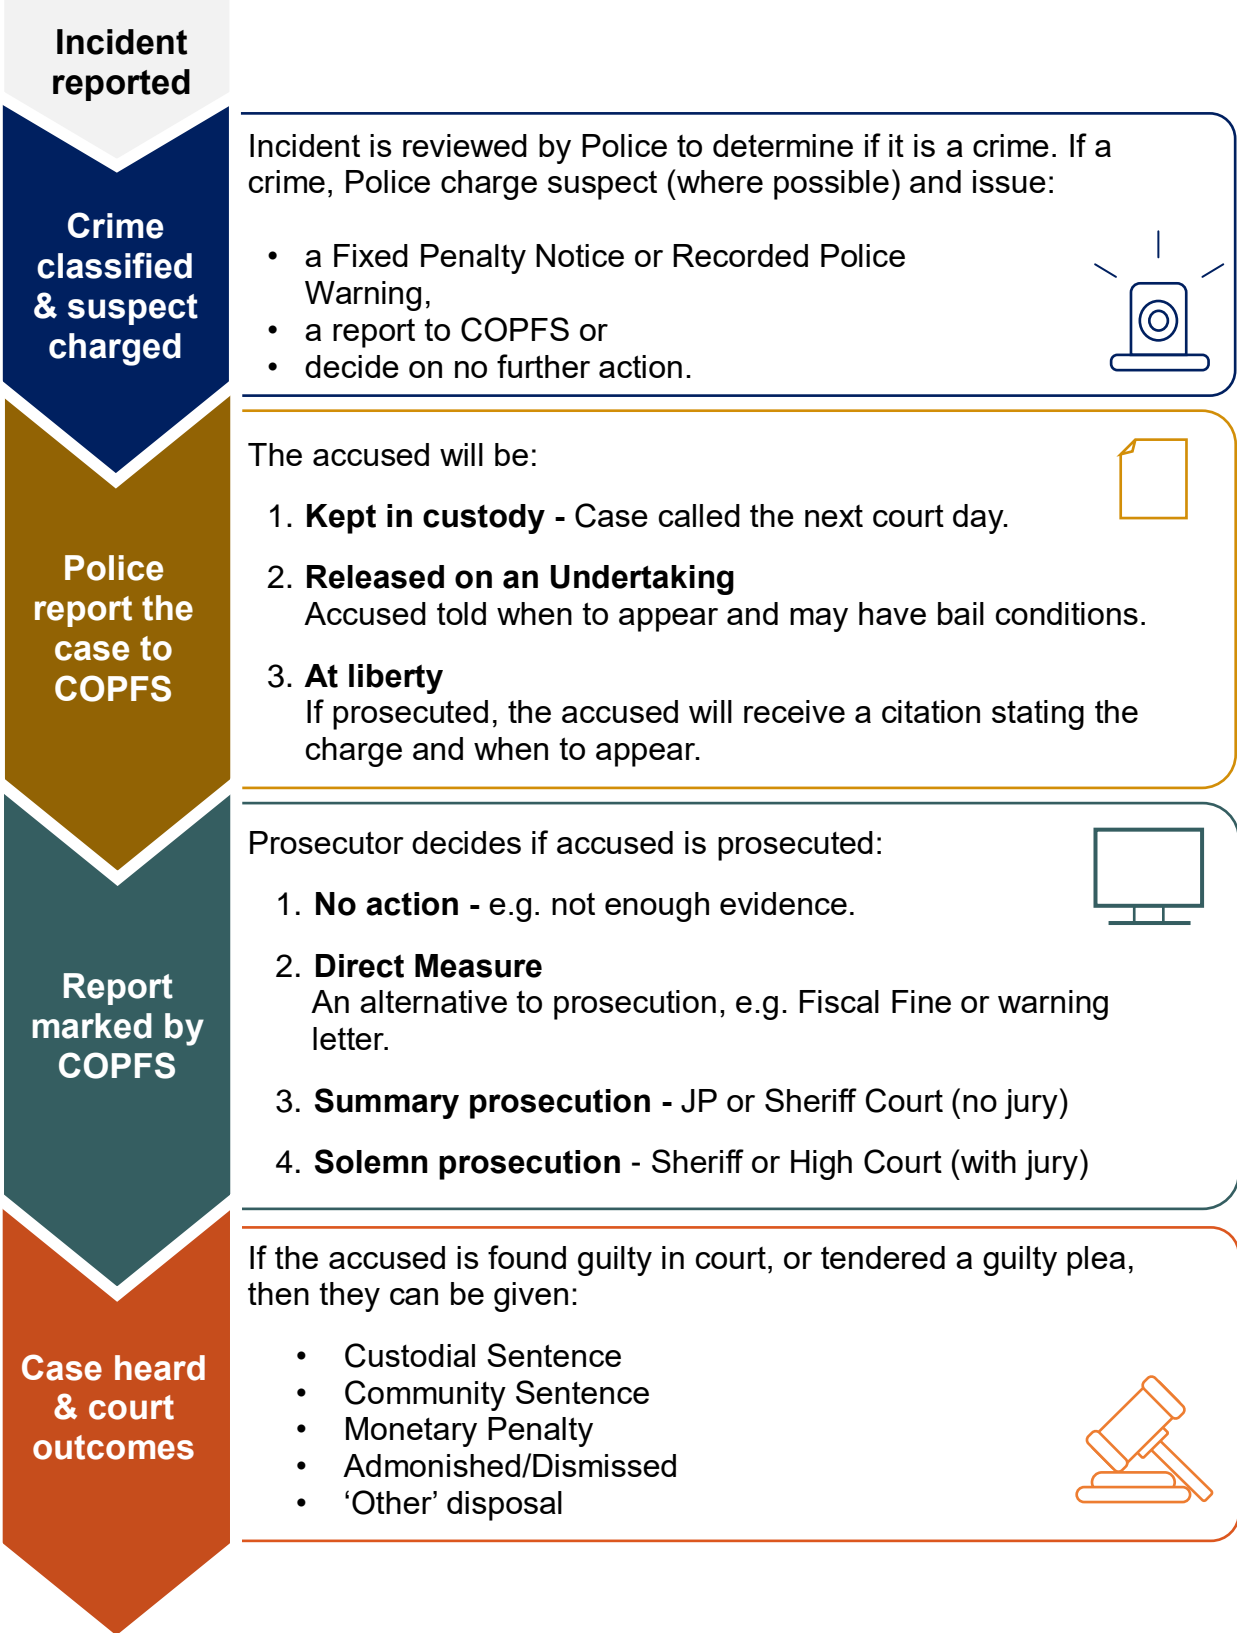 Incident
reported
Crime
classified
& suspect
charged
Incident is reviewed by Police to determine if it is a crime. If a
crime, Police charge suspect (where possible) and issue:
• a Fixed Penalty Notice or Recorded Police
Warning,
• a report to COPFS or
• decide on no further action.
Police
report the
case to
COPFS
The accused will be:
1. Kept in custody - Case called the next court day.
2. Released on an Undertaking
Accused told when to appear and may have bail conditions.
3. At liberty
If prosecuted, the accused will receive a citation stating the
charge and when to appear.
Report
marked by
COPFS
Prosecutor decides if accused is prosecuted:
1. No action - e.g. not enough evidence.
2. Direct Measure
An alternative to prosecution, e.g. Fiscal Fine or warning
letter.
3. Summary prosecution - JP or Sheriff Court (no jury)
4. Solemn prosecution - Sheriff or High Court (with jury)
Case heard
& court
outcomes
If the accused is found guilty in court, or tendered a guilty plea,
then they can be given:
• Custodial Sentence
• Community Sentence
• Monetary Penalty
• Admonished/Dismissed
• ‘Other’ disposal